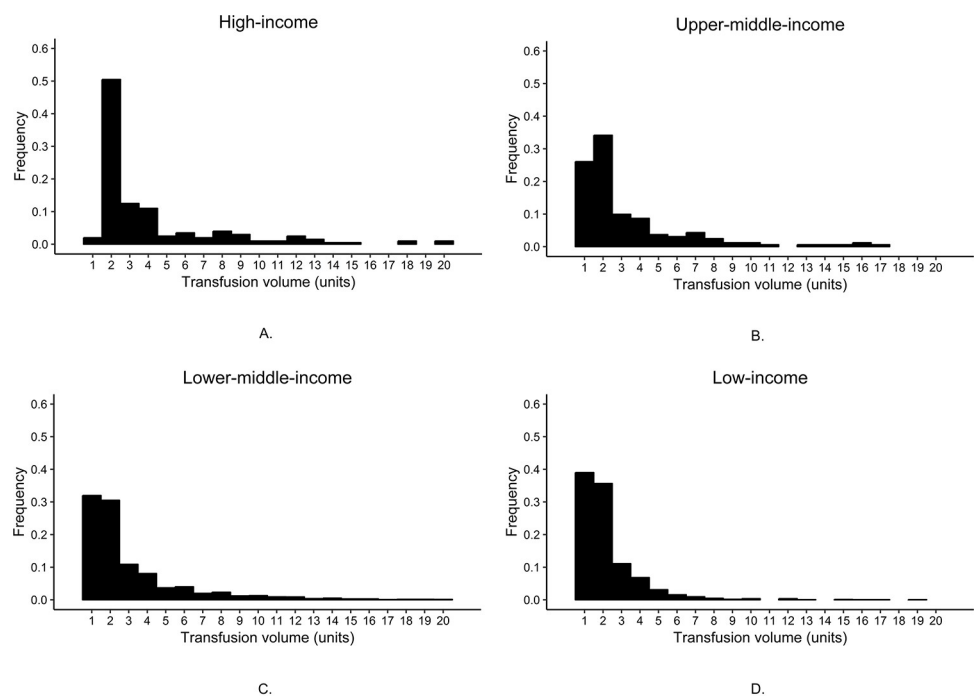 High-income
0.6
0.5
0.4
0.3
0.2
0.1
0.0
Frequency
1 2 3 4 5 6 7 8 9 10 11 12 13 14 15 16 17 18 19 20
Transfusion volume (units)
A.
Upper-middle-income
0.6
0.5
0.4
0.3
0.2
0.1
0.0
Frequency
1 2 3 4 5 6 7 8 9 10 11 12 13 14 15 16 17 18 19 20
Transfusion volume (units)
B.
Lower-middle-income
0.6
0.5
0.4
0.3
0.2
0.1
0.0
Frequency
1 2 3 4 5 6 7 8 9 10 11 12 13 14 15 16 17 18 19 20
Transfusion volume (units)
C.
Low-income
0.6
0.5
0.4
0.3
0.2
0.1
0.0
Frequency
1 2 3 4 5 6 7 8 9 10 11 12 13 14 15 16 17 18 19 20
Transfusion volume (units)
D.